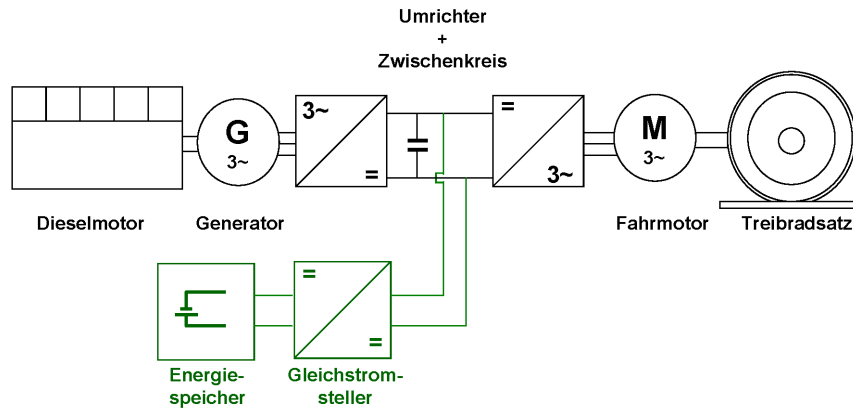 Umrichter
+
Zwischenkreis
G
3~
3~
=
=
3~
M
3~
Dieselmotor
Generator
Fahrmotor
Treibradsatz
=
=
Energie-
speicher
Gleichstrom-
steller